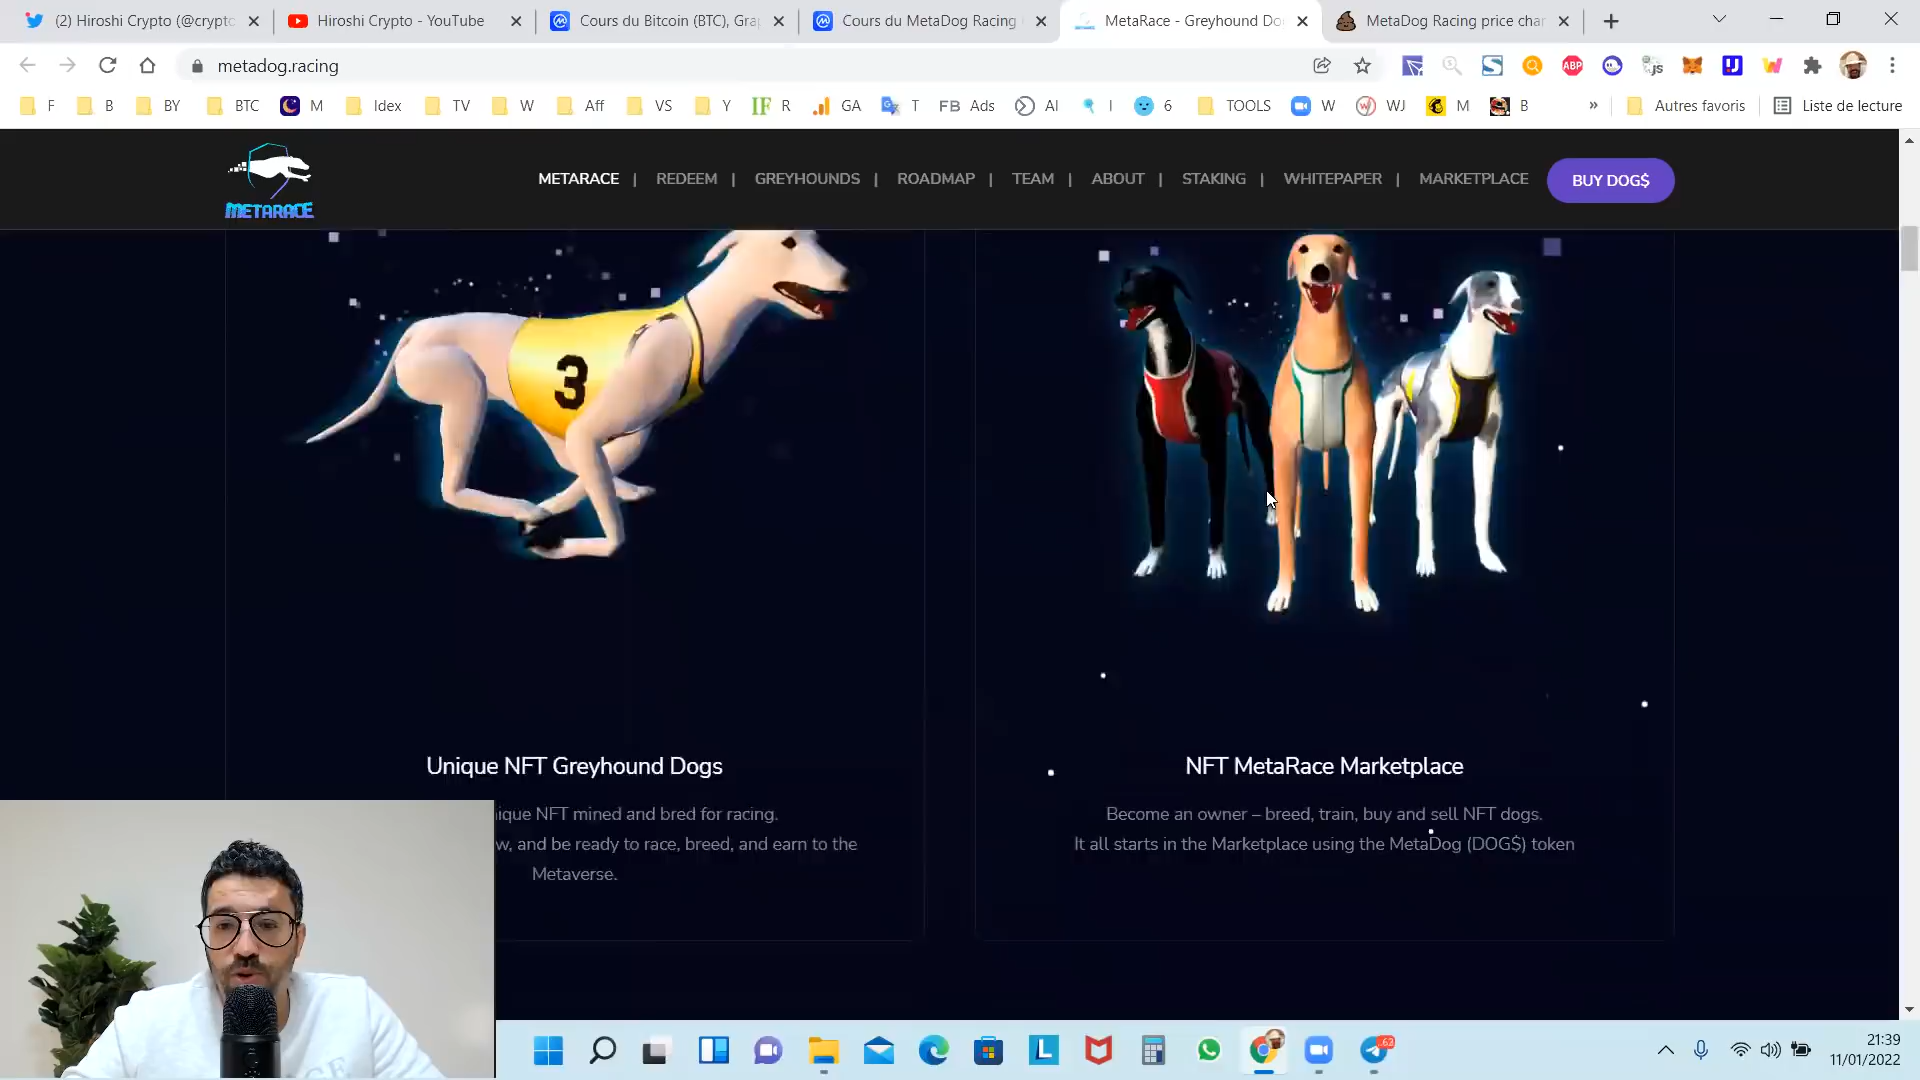 (2) Hiroshi Crypto (@crypto
Hiroshi Crypto - YouTube
Cours du Bitcoin (BTC), Gra
Cours du MetaDog Racing
MetaRace - Greyhound Do
MetaDog Racing price char
metadog.racing
ABP
js
F
B
BY
BTC
M
Idex
TV
W
Aff
VS
Y
IF R
GA
T
FB Ads
AI
I
6
TOOLS
W
WJ
M
B
»
Autres favoris
Liste de lecture
METARACE
METARACE | REDEEM | GREYHOUNDS | ROADMAP | TEAM | ABOUT | STAKING | WHITEPAPER | MARKETPLACE
BUY DOG$
3
Unique NFT Greyhound Dogs
ique NFT mined and bred for racing.
w, and be ready to race, breed, and earn to the
Metaverse.
NFT MetaRace Marketplace
Become an owner – breed, train, buy and sell NFT dogs.
It all starts in the Marketplace using the MetaDog (DOG$) token
L
63
21:39
11/01/2022